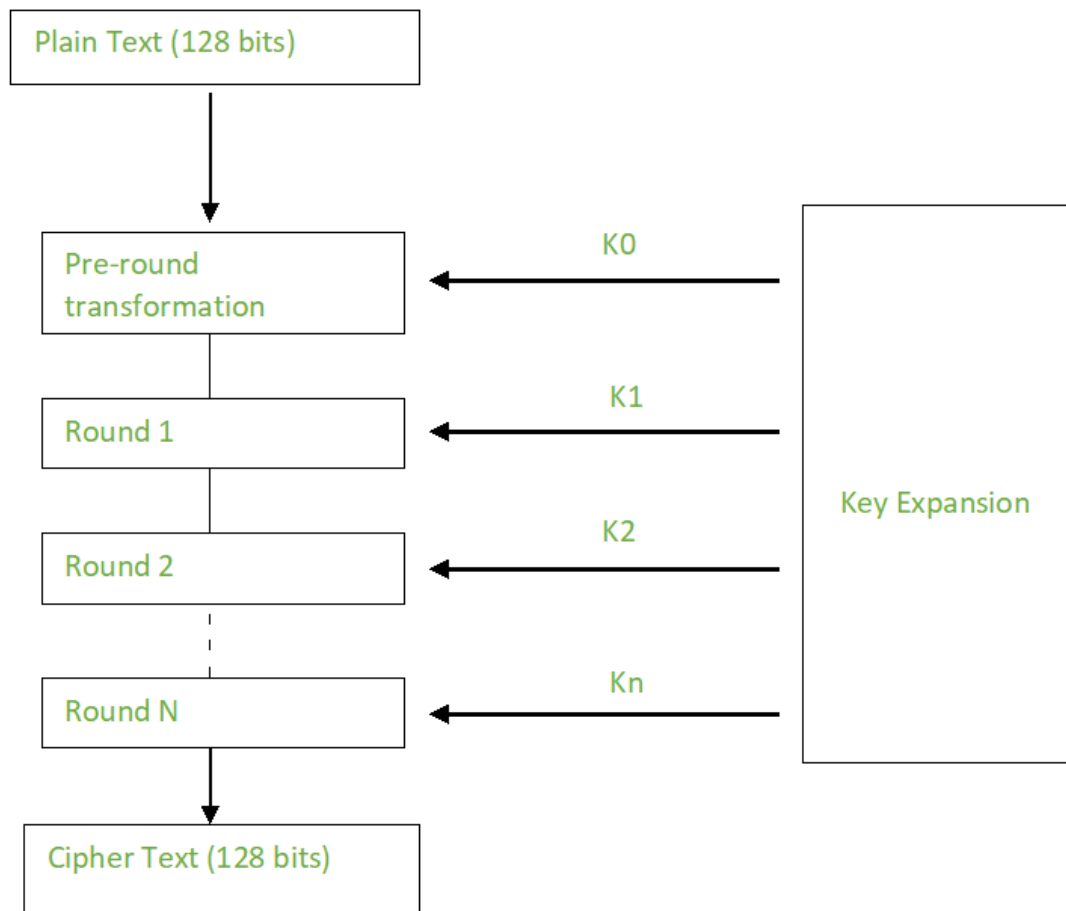 Plain Text (128 bits)
K0
Pre-round
transformation
K1
Round 1
Key Expansion
K2
Round 2
Kn
Round N
Cipher Text (128 bits)